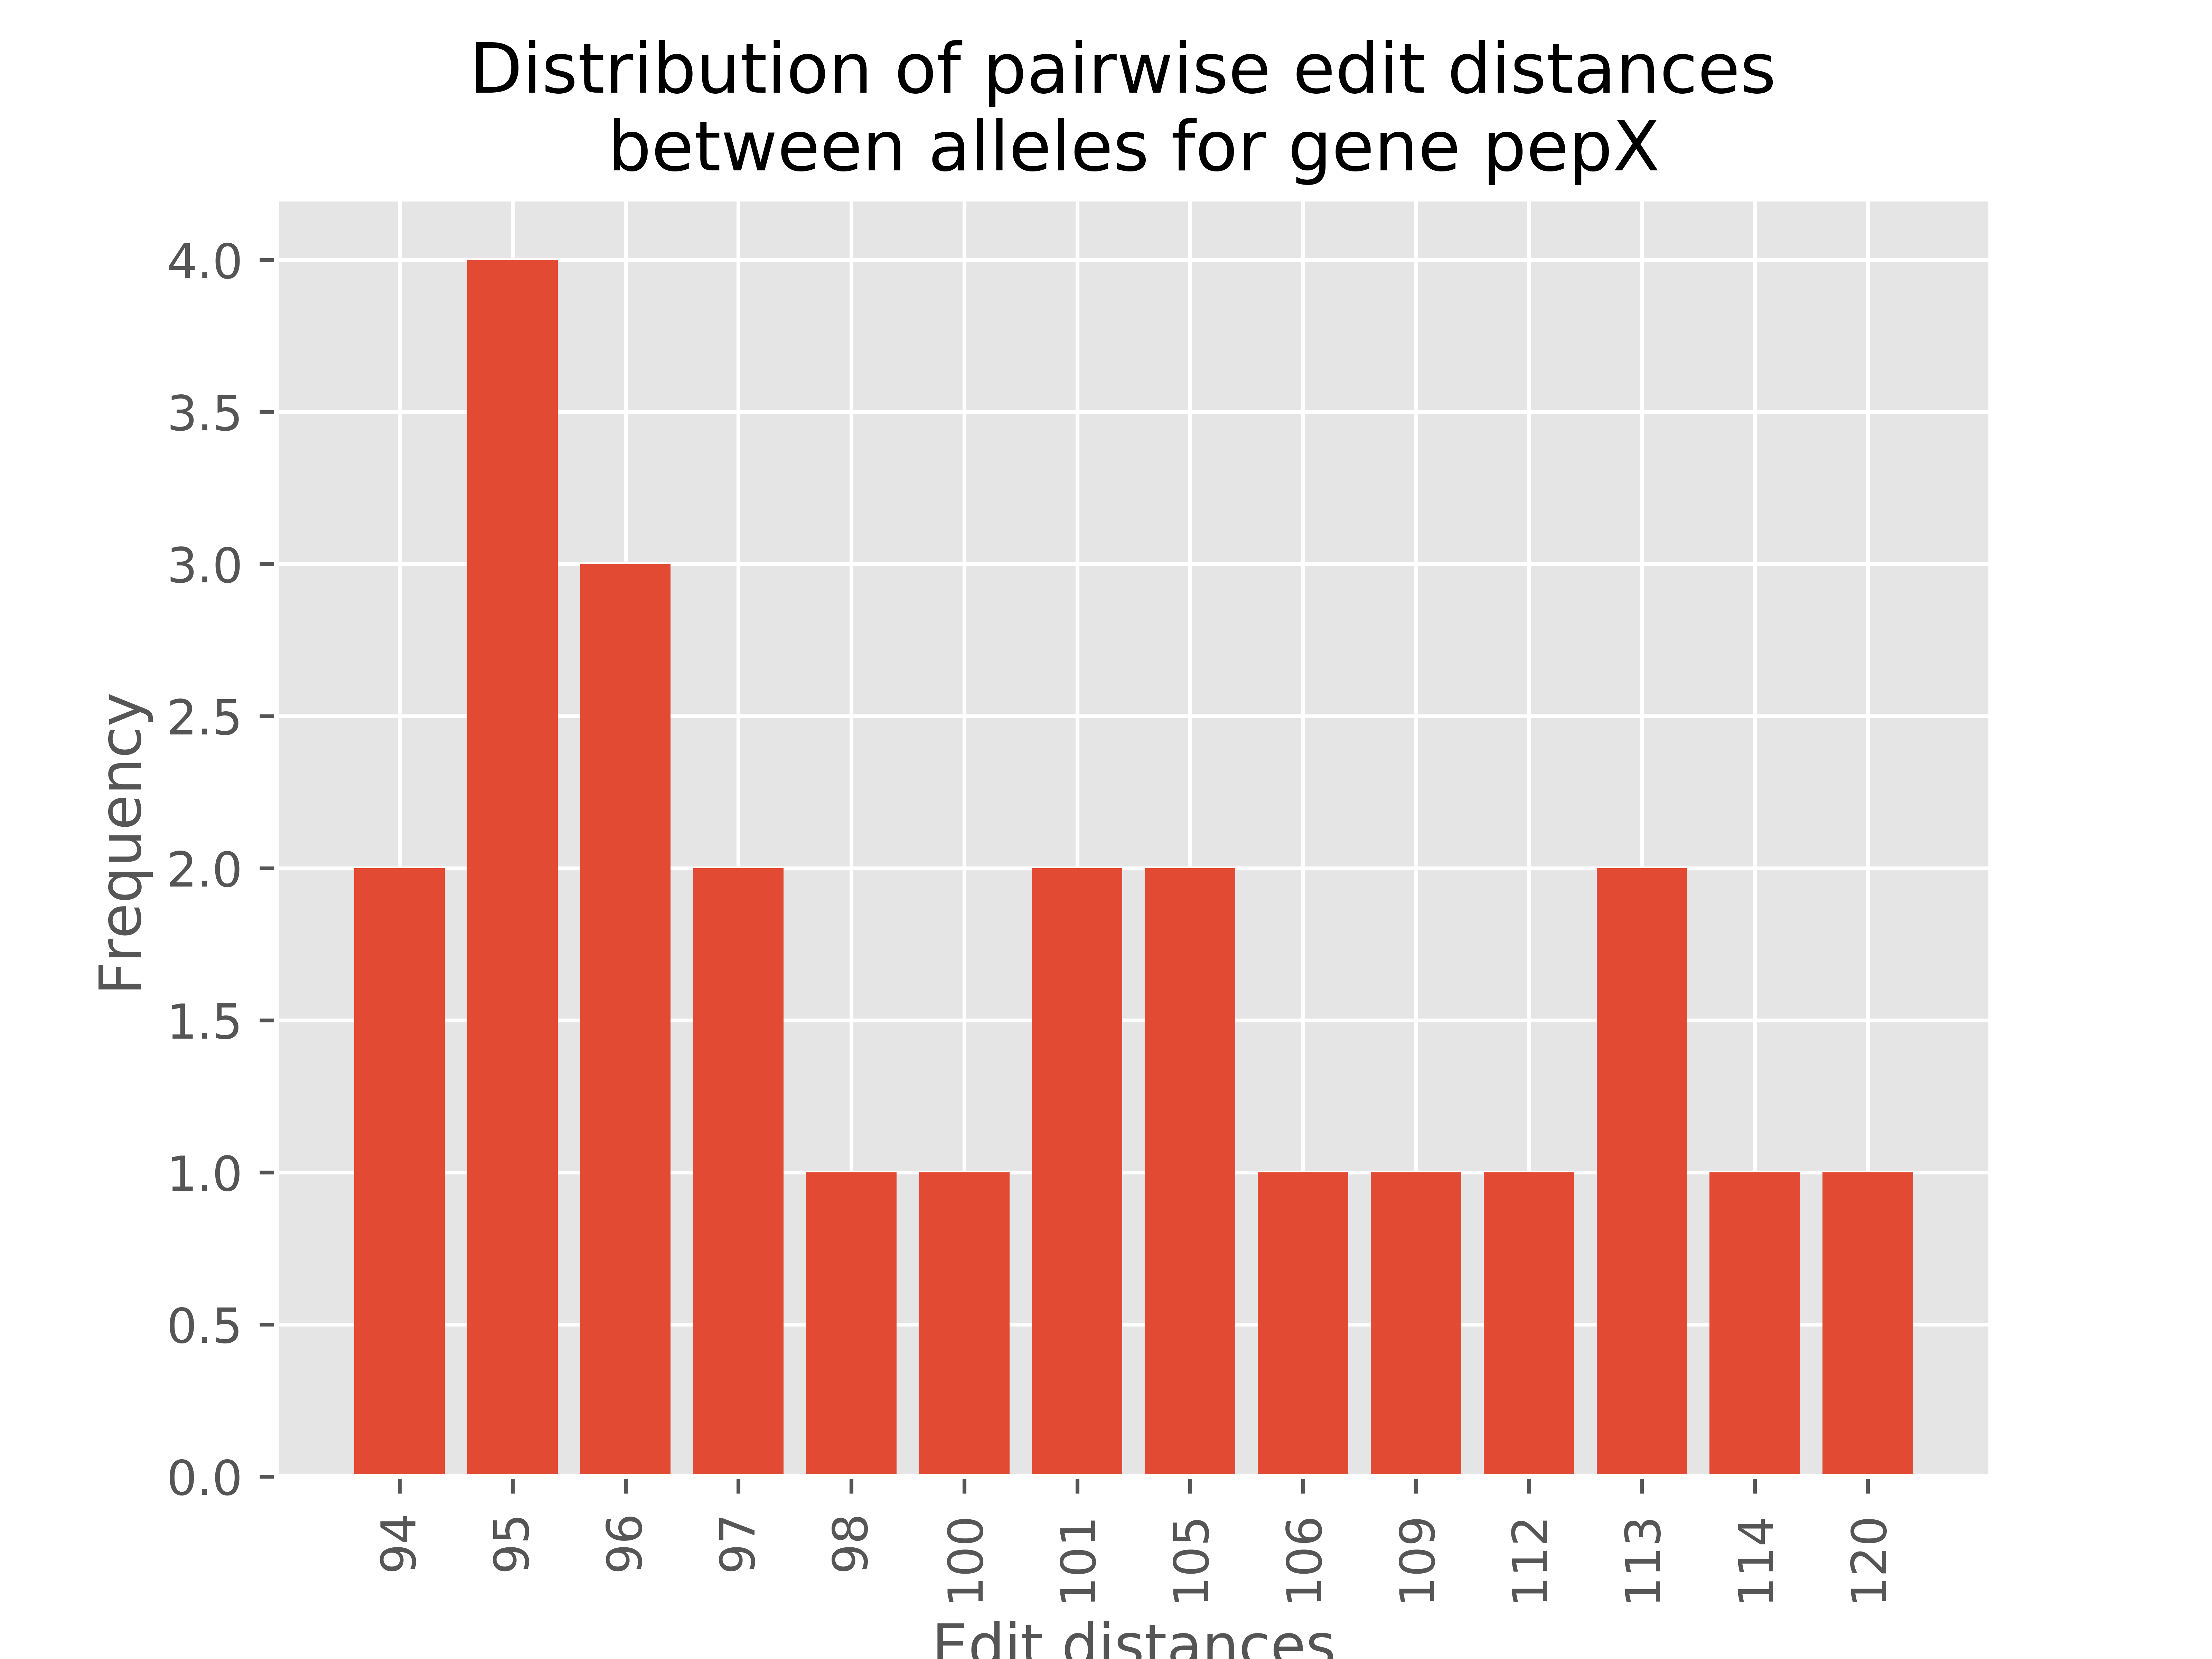 Distribution of pairwise edit distances
between alleles for gene pepX
Frequency
4.0
3.5
3.0
2.5
2.0
1.5
1.0
0.5
0.0
94 95 96 97 98 100 101 105 106 109 112 113 114 120
Edit distances